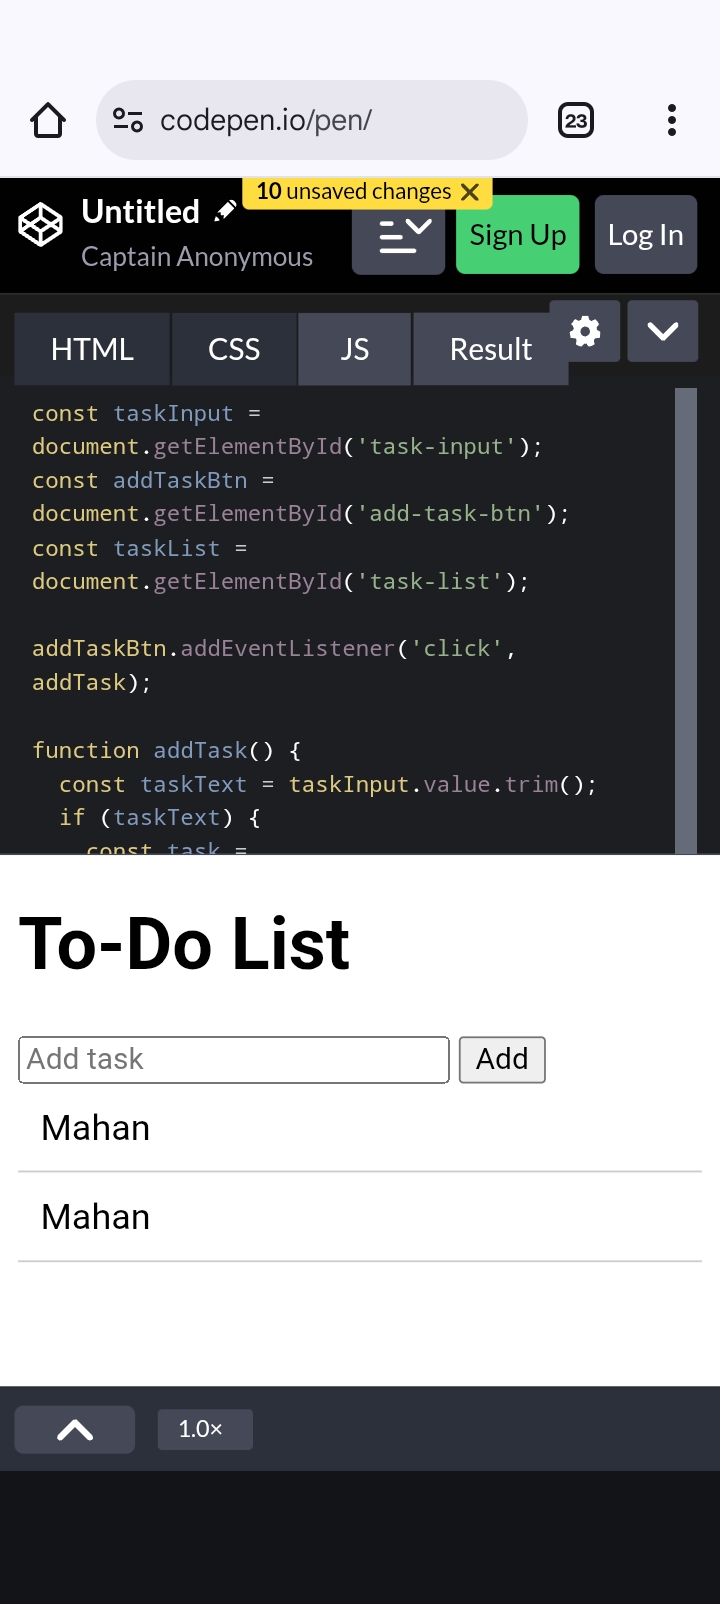 codepen.io/pen/
23
10 unsaved changes
Untitled
Captain Anonymous
Sign Up
Log In
HTML
CSS
JS
Result
const taskInput =
document.getElementById('task-input');
const addTaskBtn =
document.getElementById('add-task-btn');
const taskList =
document.getElementById('task-list');
addTaskBtn.addEventListener('click',
addTask);
function addTask() {
const taskText = taskInput.value.trim();
if (taskText) {
const task =
To-Do List
Add task
Add
Mahan
Mahan
1.0×